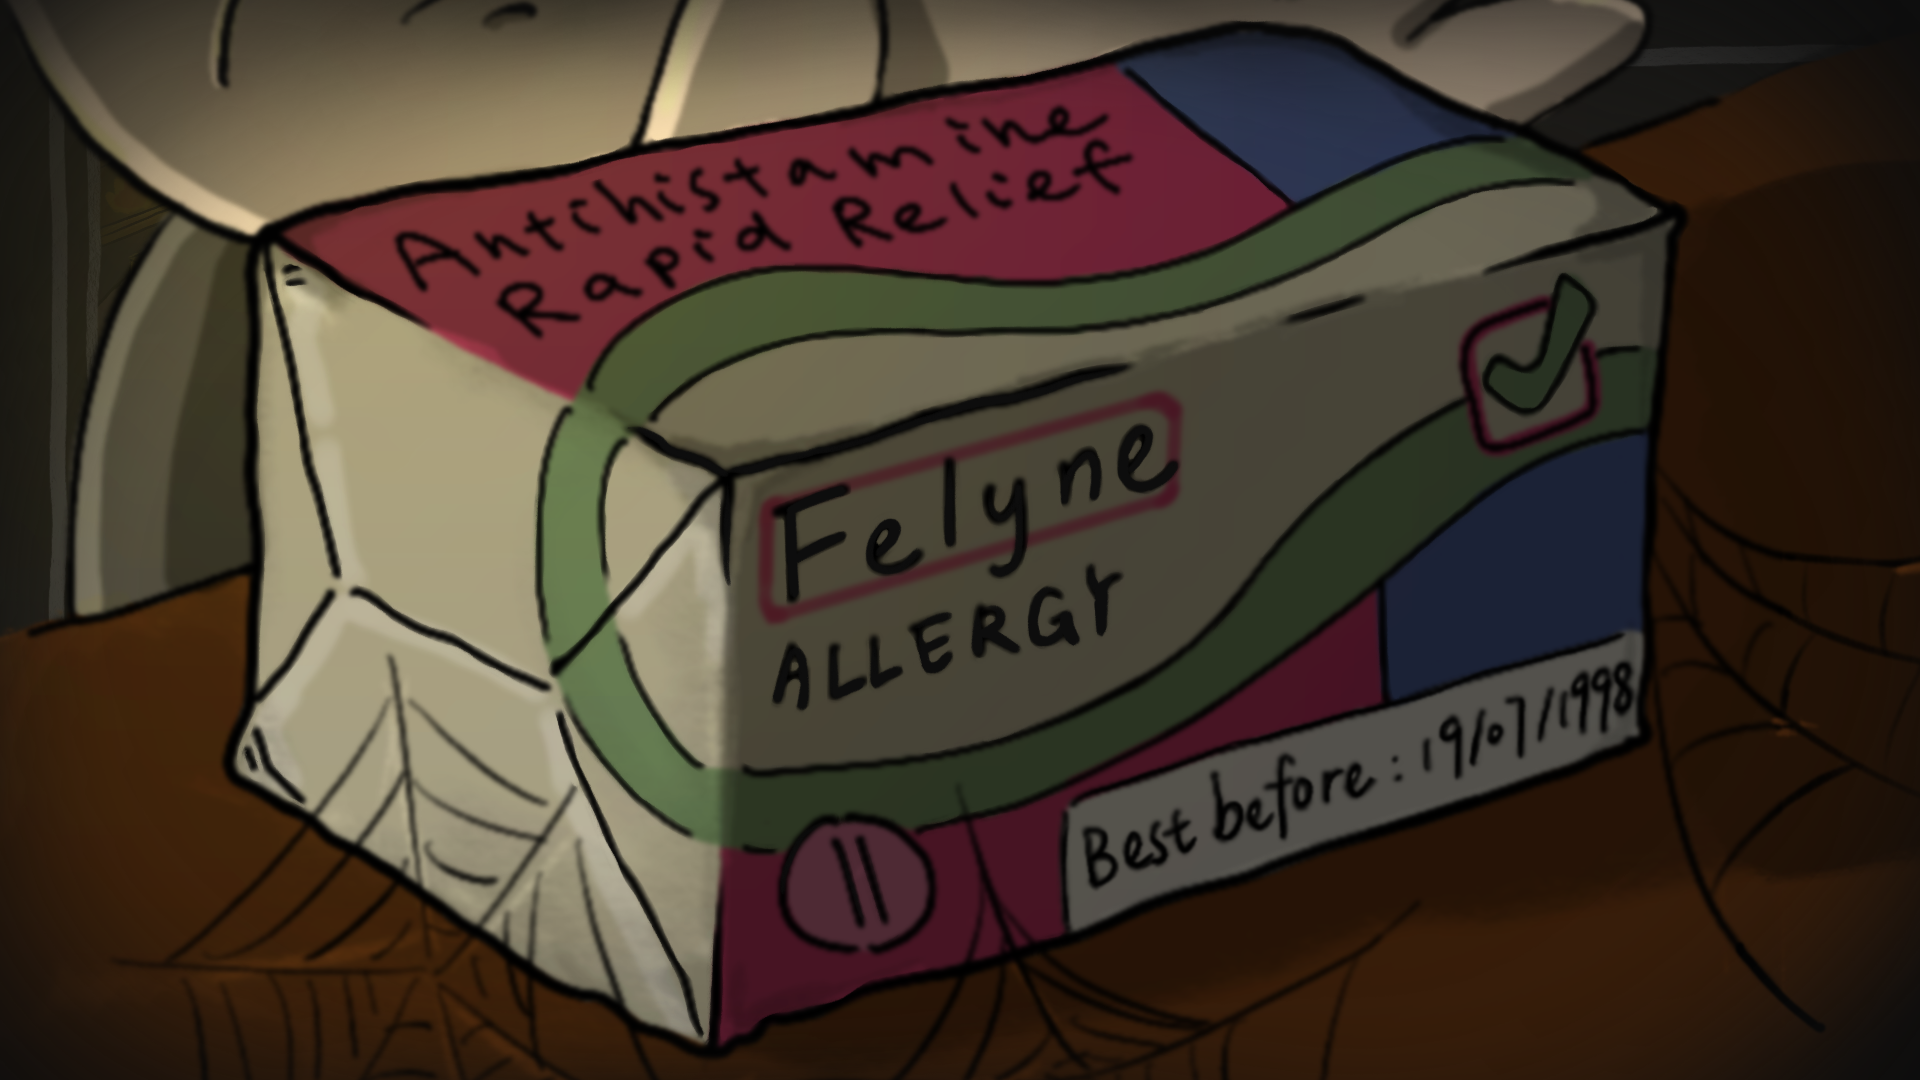 Antihistamine
Rapid Relief
Felyne
ALLERGY
Best before: 19/07/1998